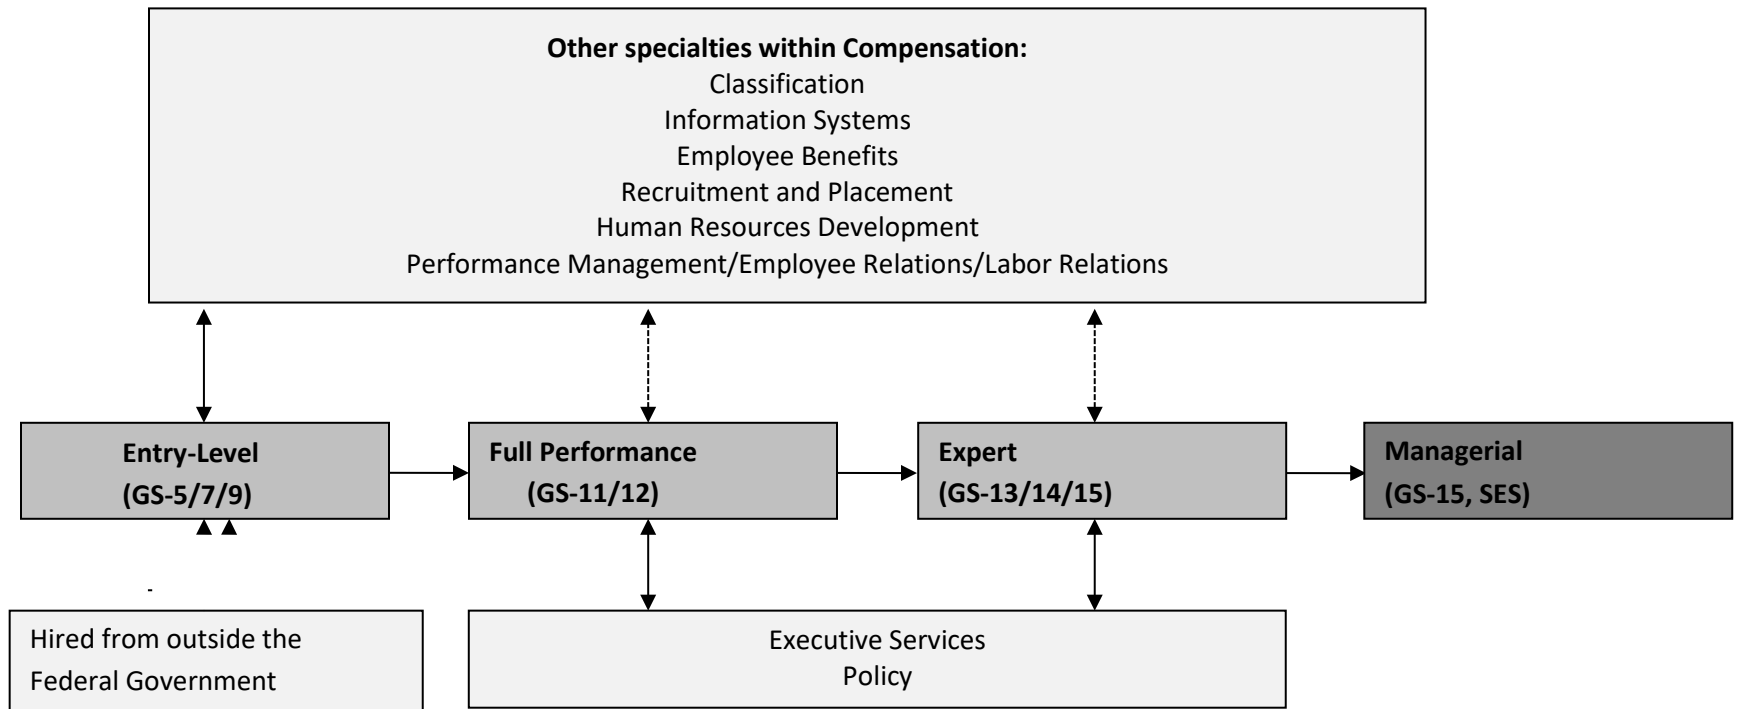 Other specialties within Compensation:
Classification
Information Systems
Employee Benefits
Recruitment and Placement
Human Resources Development
Performance Management/Employee Relations/Labor Relations
Entry-Level
(GS-5/7/9)
Full Performance
(GS-11/12)
Expert
(GS-13/14/15)
Managerial
(GS-15, SES)
Hired from outside the
Federal Government
Executive Services
Policy